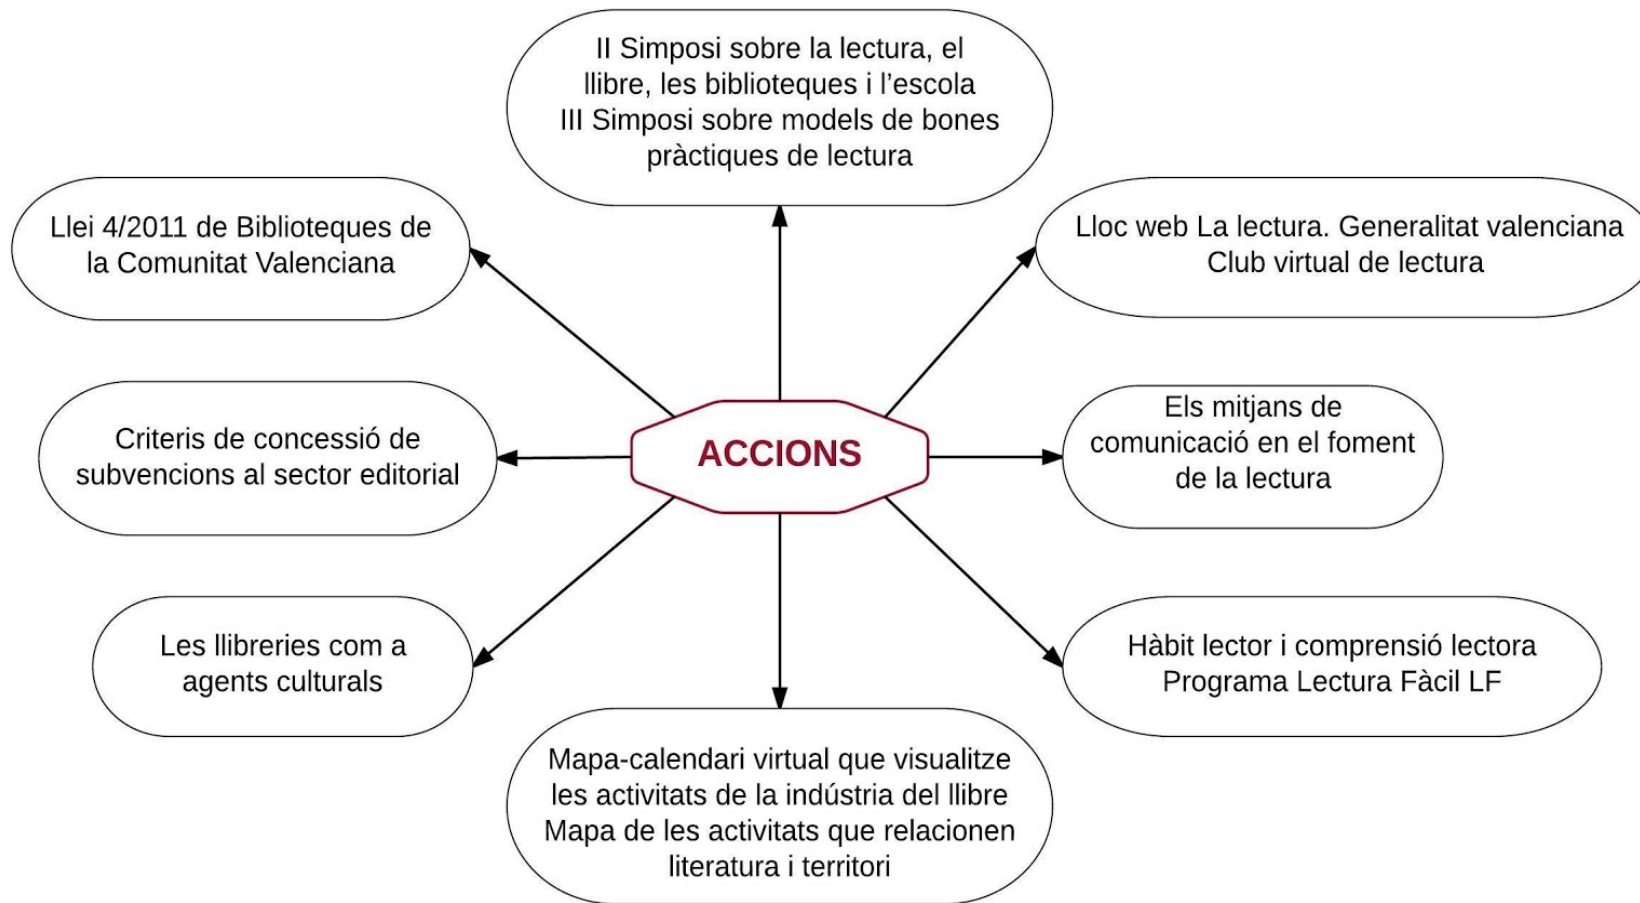 II Simposi sobre la lectura, el
llibre, les biblioteques i l’escola
III Simposi sobre models de bones
pràctiques de lectura
Llei 4/2011 de Biblioteques de
la Comunitat Valenciana
Lloc web La lectura. Generalitat valenciana
Club virtual de lectura
Criteris de concessió de
subvencions al sector editorial
ACCIONS
Els mitjans de
comunicació en el foment
de la lectura
Les llibreries com a
agents culturals
Hàbit lector i comprensió lectora
Programa Lectura Fàcil LF
Mapa-calendari virtual que visualitze
les activitats de la indústria del llibre
Mapa de les activitats que relacionen
literatura i territori